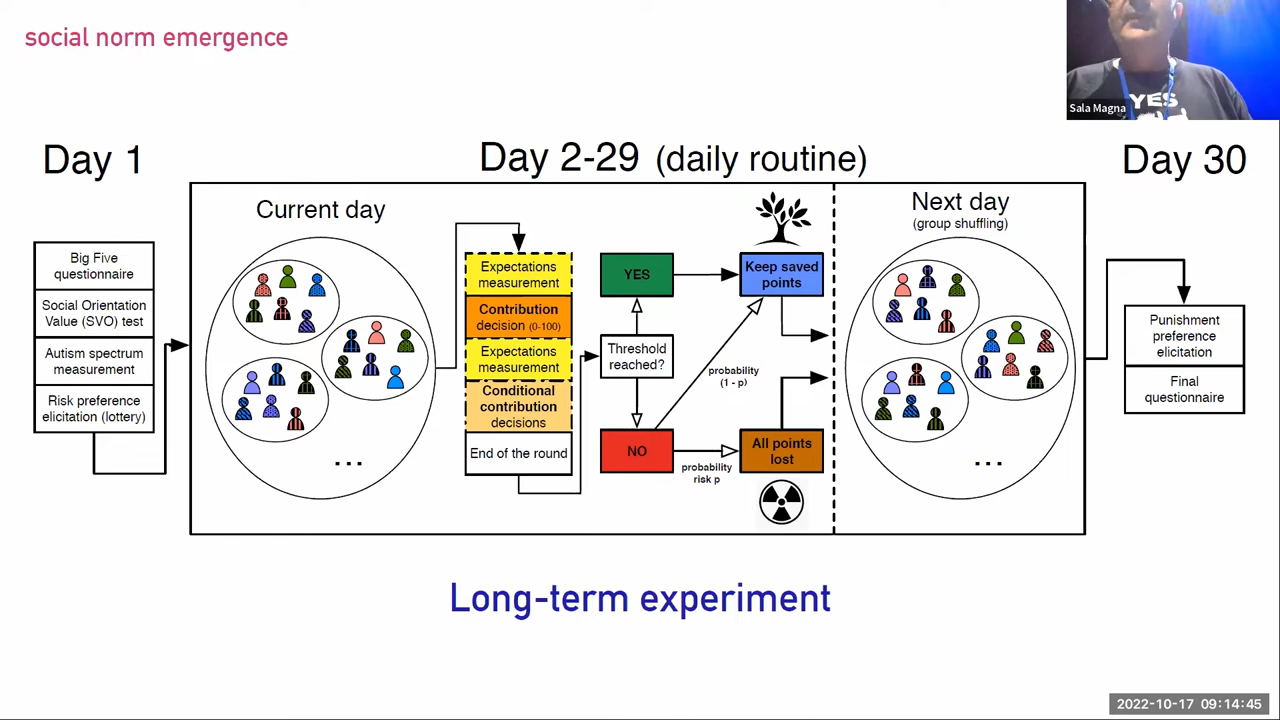 social norm emergence
YES
Sala Magna
Day 1
Day 2-29 (daily routine)
Day 30
Big Five
questionnaire
Social Orientation
Value (SVO) test
Autism spectrum
measurement
Risk preference
elicitation (lottery)
Current day
...
Expectations
measurement
Contribution
decision (0-100)
Expectations
measurement
Conditional
contribution
decisions
End of the round
YES
Threshold
reached?
NO
Keep saved
points
probability
(1 - p)
probability
risk p
All points
lost
Next day
(group shuffling)
...
Punishment
preference
elicitation
Final
questionnaire
Long-term experiment
2022-10-17 09:14:45